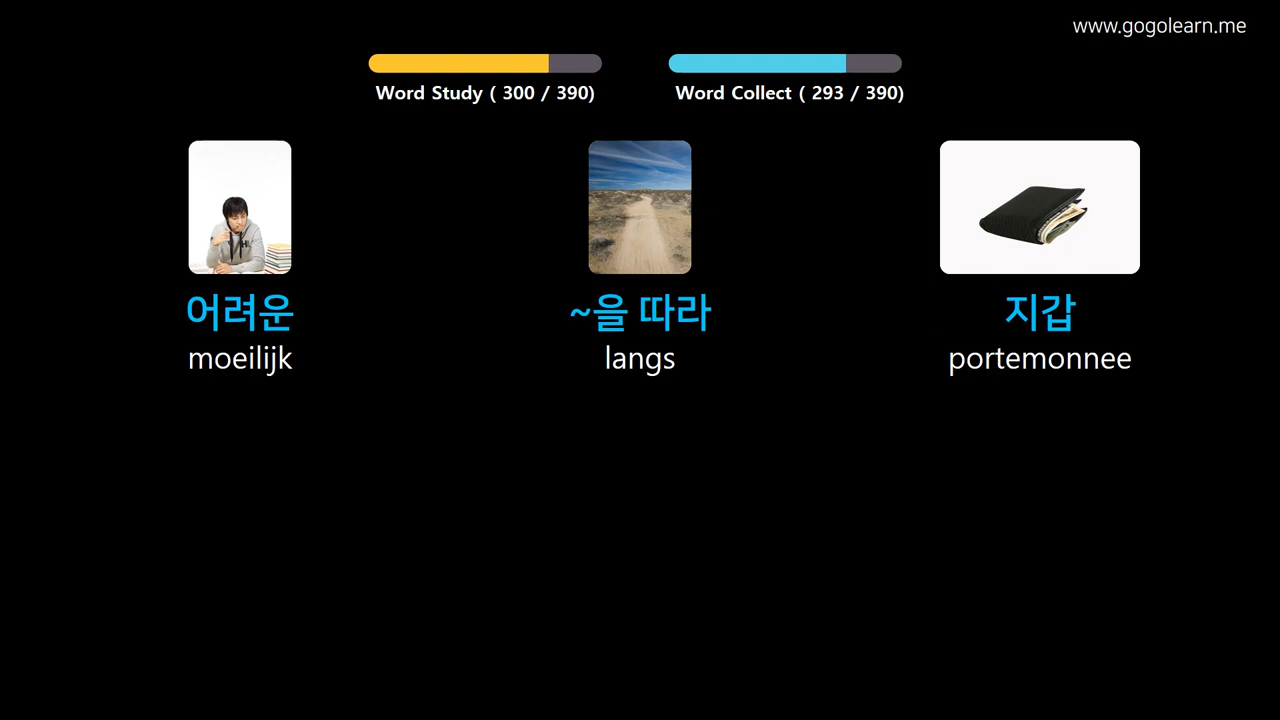 www.gogolearn.me
Word Study ( 300 / 390)
Word Collect ( 293 / 390)
어려운
~을 따라
지갑
moeilijk
langs
portemonnee